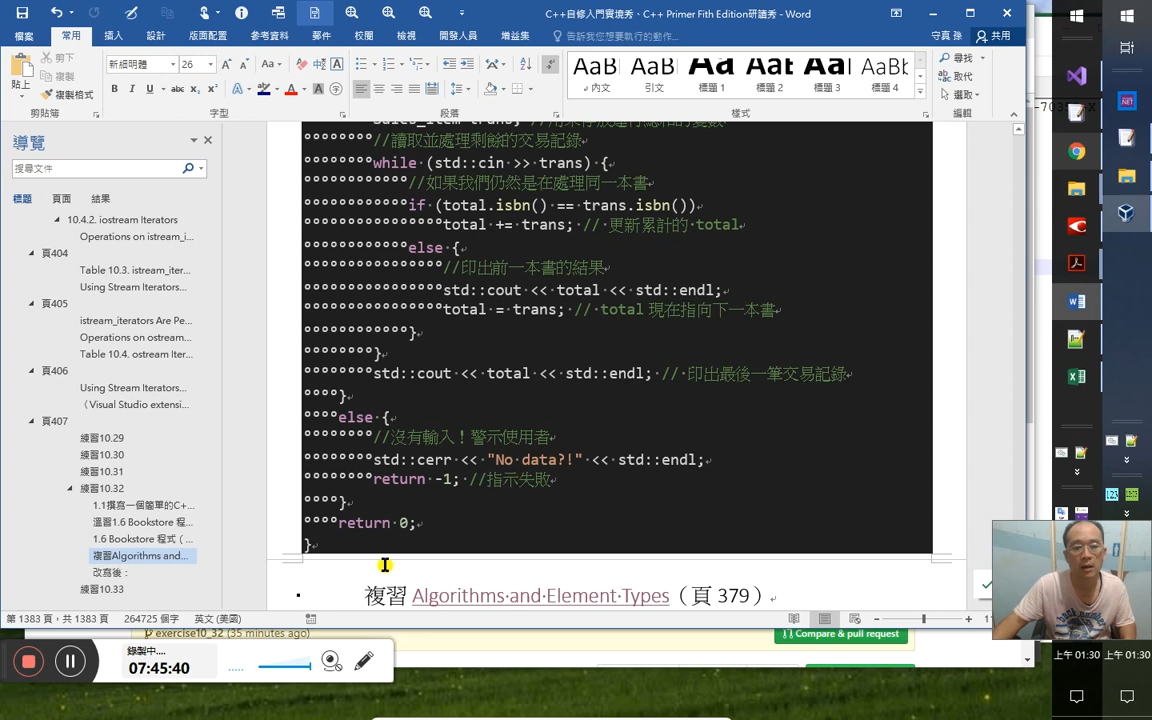 C++自修入門實境秀、C++ Primer Fifth Edition研讀秀 - Word
檔案 常用 插入 設計 版面配置 參考資料 郵件 校閱 檢視 開發人員 增益集 告訴我您想要執行的動作... 守真 孫 共用
剪下
複製
複製格式
貼上
剪貼簿
新細明體 26
字型
段落
AaB AaB Aa AaB AaB AaBb
內文 引文 標題 1 標題 2 標題 3 標題 4
樣式
尋找
取代
選取
導覽
搜尋文件
標題 頁面 結果
10.4.2. iostream Iterators
Operations on istream_i...
頁404
Table 10.3. istream_iter...
Using Stream Iterators...
頁405
istream_iterators Are Pe...
Operations on ostream...
Table 10.4. ostream Iter...
頁406
Using Stream Iterators...
(Visual Studio extensi...
頁407
練習10.29
練習10.30
練習10.31
練習10.32
1.1撰寫一個簡單的C+...
溫習1.6 Bookstore 程...
1.6 Bookstore 程式（...
複習Algorithms and...
改寫後：
練習10.33
//讀取並處理剩餘的交易記錄
while (std::cin >> trans) {
//如果我們仍然是在處理同一本書
if (total.isbn() == trans.isbn())
total += trans; // 更新累計的 total
else {
//印出前一本書的結果
std::cout << total << std::endl;
total = trans; // total 現在指向下一本書
}
}
std::cout << total << std::endl; // 印出最後一筆交易記錄
}
else {
//沒有輸入！警示使用者
std::cerr << "No data?!" << std::endl;
return -1; //指示失敗
}
return 0;
}
複習 Algorithms and Element Types（頁 379）
第 1383 頁，共 1383 頁 264725 個字 英文 (美國)
exercise10_32 (35 minutes ago)
Compare & pull request
錄製中....
07:45:40
上午 01:30 上午 01:30